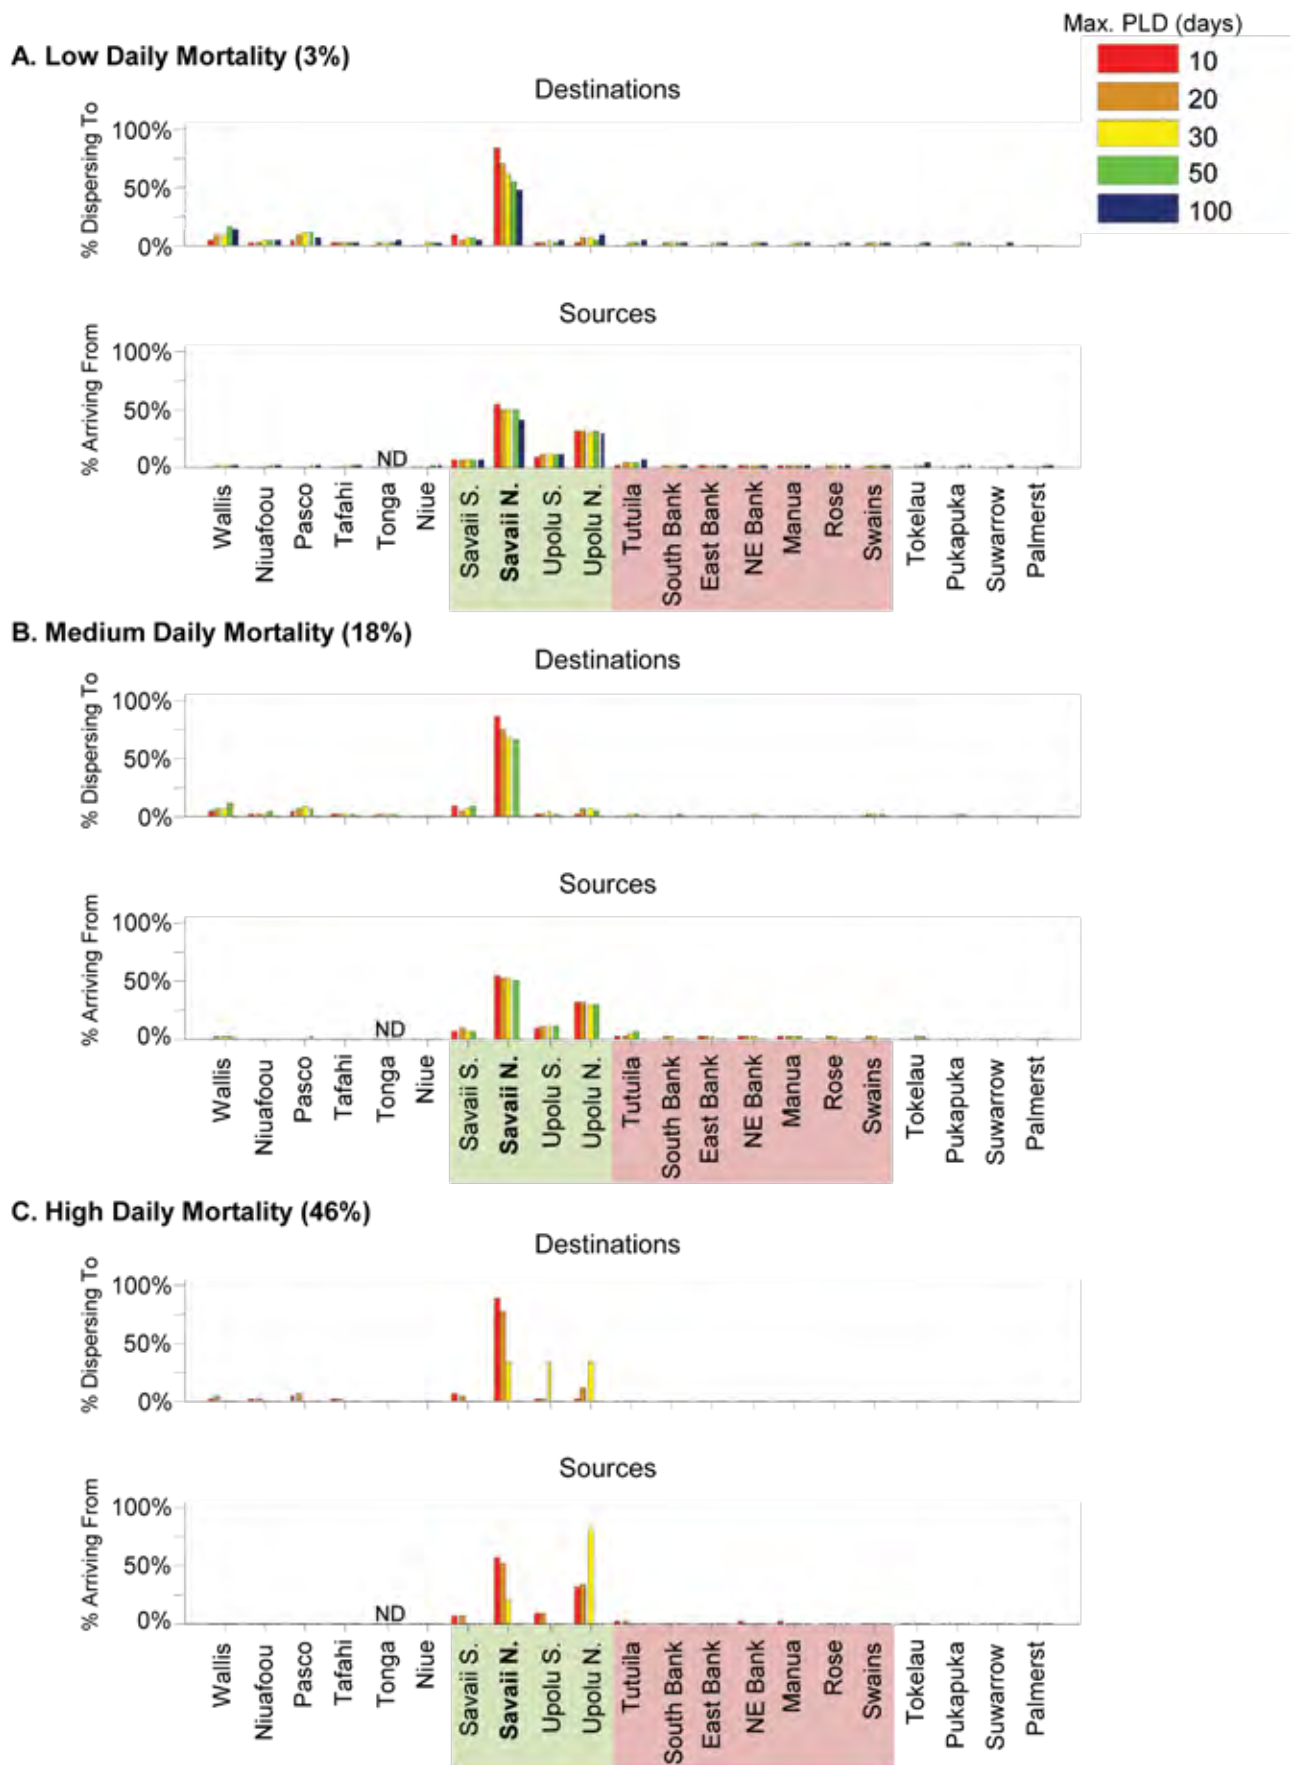 Max. PLD (days)
10
20
30
50
100
A. Low Daily Mortality (3%)
Destinations
% Dispersing To
100%
50%
0%
Sources
% Arriving From
100%
50%
0%
ND
Wallis
Niuafoou
Pasco
Tafahi
Tonga
Niue
Savaii S.
Savaii N.
Upolu S.
Upolu N.
Tutuila
South Bank
East Bank
NE Bank
Manua
Rose
Swains
Tokelau
Pukapuka
Suwarrow
Palmerst
B. Medium Daily Mortality (18%)
Destinations
% Dispersing To
100%
50%
0%
Sources
% Arriving From
100%
50%
0%
ND
Wallis
Niuafoou
Pasco
Tafahi
Tonga
Niue
Savaii S.
Savaii N.
Upolu S.
Upolu N.
Tutuila
South Bank
East Bank
NE Bank
Manua
Rose
Swains
Tokelau
Pukapuka
Suwarrow
Palmerst
C. High Daily Mortality (46%)
Destinations
% Dispersing To
100%
50%
0%
Sources
% Arriving From
100%
50%
0%
ND
Wallis
Niuafoou
Pasco
Tafahi
Tonga
Niue
Savaii S.
Savaii N.
Upolu S.
Upolu N.
Tutuila
South Bank
East Bank
NE Bank
Manua
Rose
Swains
Tokelau
Pukapuka
Suwarrow
Palmerst